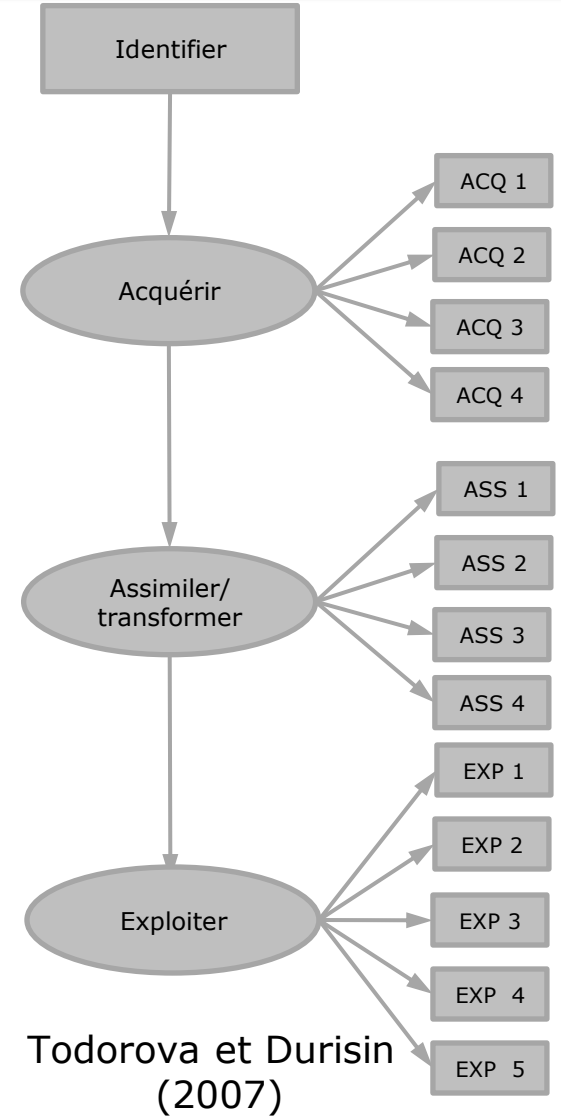 Identifier
Acquérir
ACQ 1
ACQ 2
ACQ 3
ACQ 4
Assimiler/
transformer
ASS 1
ASS 2
ASS 3
ASS 4
Exploiter
EXP 1
EXP 2
EXP 3
EXP 4
EXP 5
Todorova et Durisin
(2007)